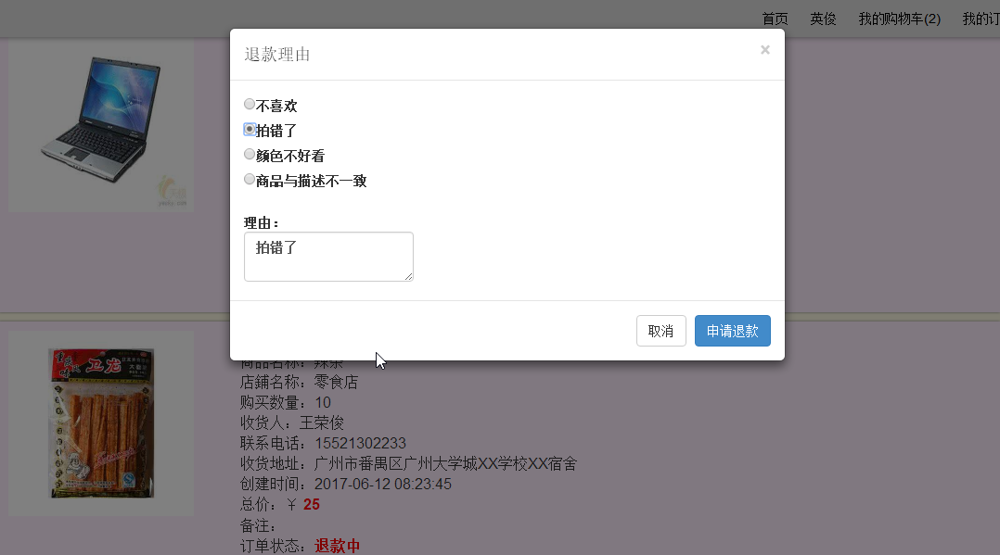 首页 英俊 我的购物车(2) 我的订
退款理由 ×
不喜欢
拍错了
颜色不好看
商品与描述不一致
理由：
拍错了
取消 申请退款
商品名称：辣条
店铺名称：零食店
购买数量：10
收货人：王荣俊
联系电话：15521302233
收货地址：广州市番禺区广州大学城XX学校XX宿舍
创建时间：2017-06-12 08:23:45
总价：￥ 25
备注：
订单状态：退款中
卫龙